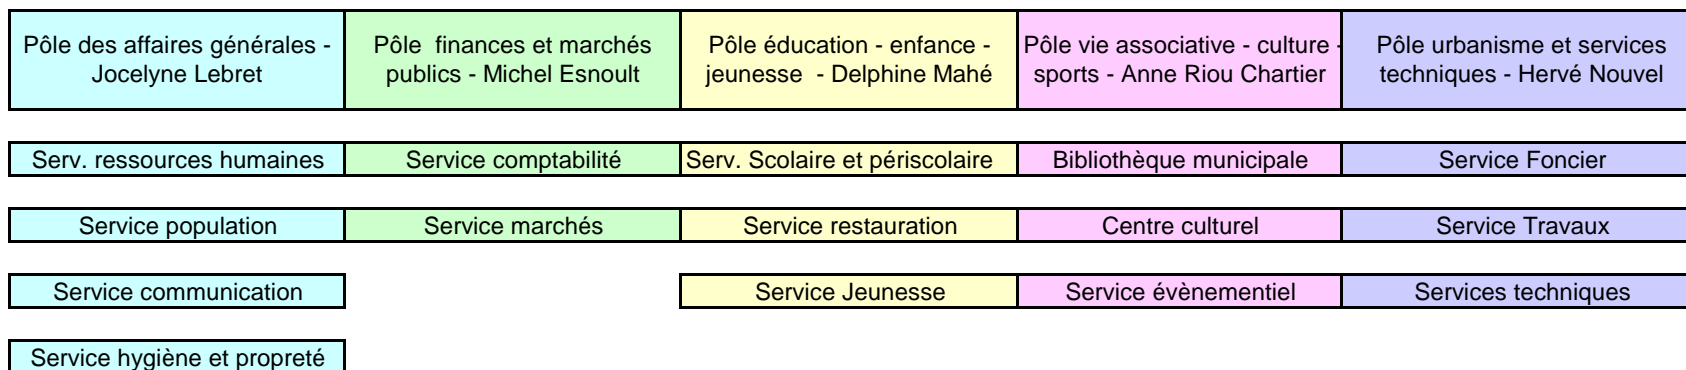 Pôle des affaires générales -
Jocelyne Lebret
Pôle finances et marchés
publics - Michel Esnoult
Pôle éducation - enfance -
jeunesse - Delphine Mahé
Pôle vie associative - culture -
sports - Anne Riou Chartier
Pôle urbanisme et services
techniques - Hervé Nouvel
Serv. ressources humaines
Service comptabilité
Serv. Scolaire et périscolaire
Bibliothèque municipale
Service Foncier
Service population
Service marchés
Service restauration
Centre culturel
Service Travaux
Service communication
Service Jeunesse
Service évènementiel
Services techniques
Service hygiène et propreté